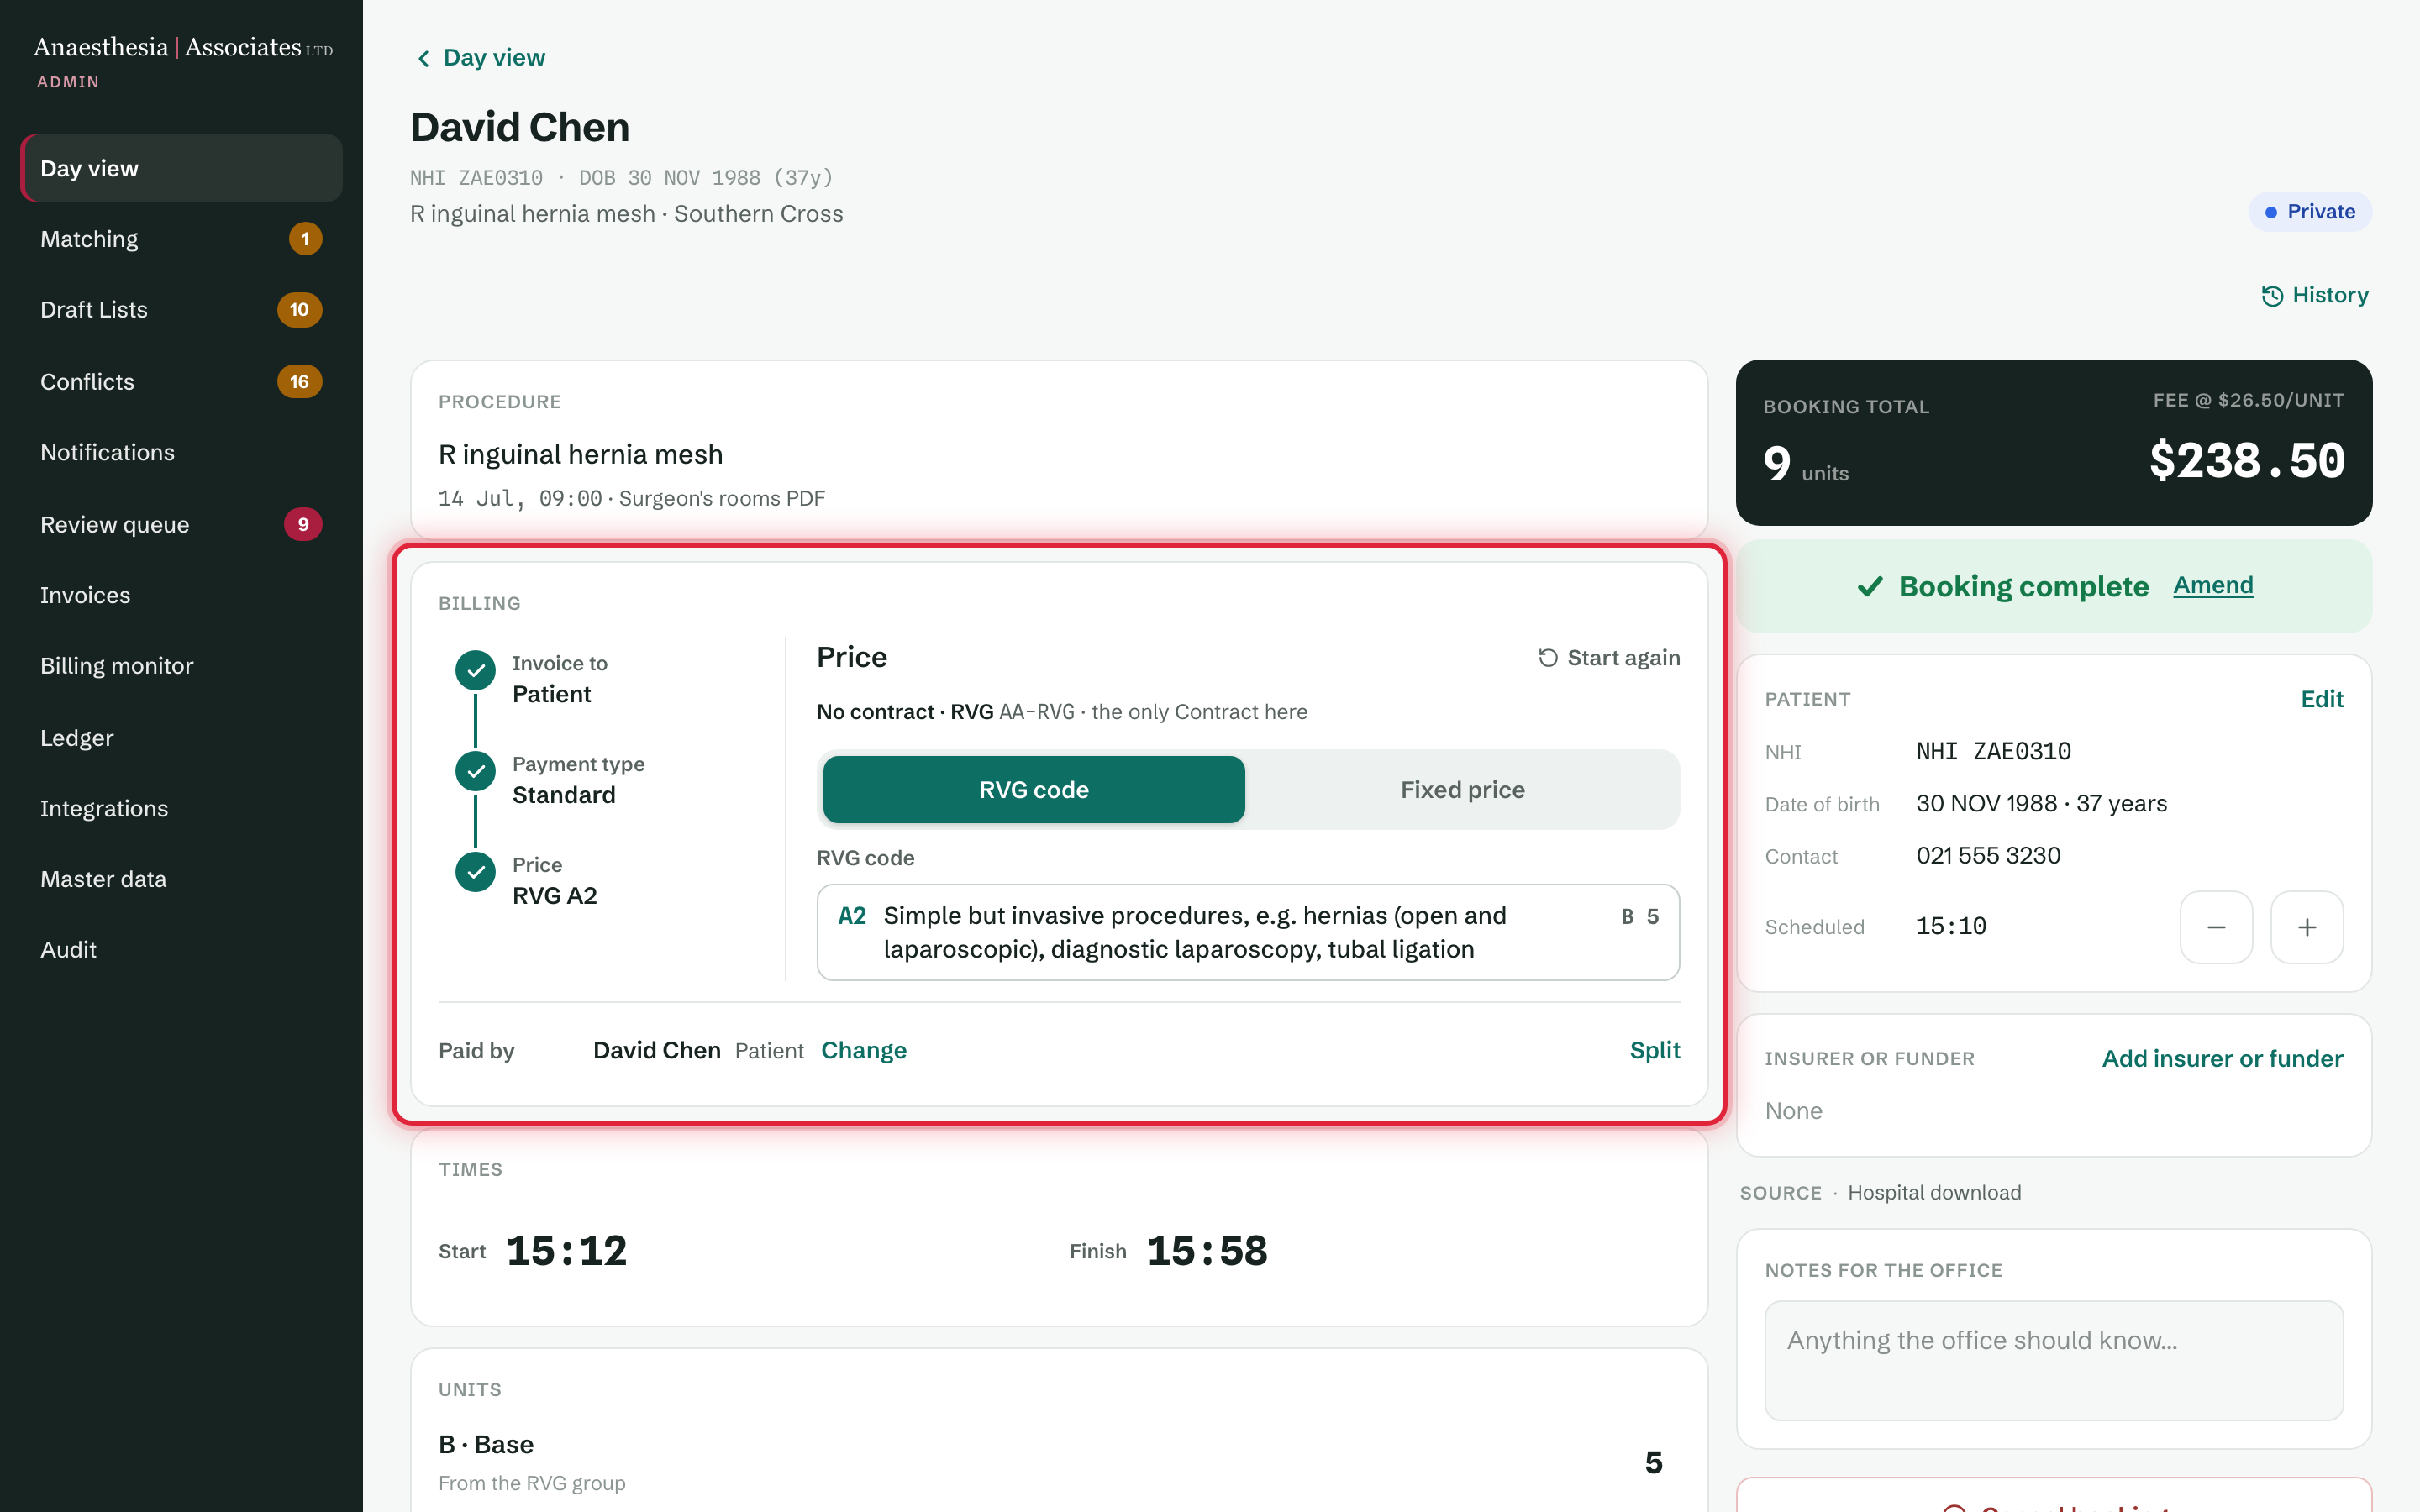 Anaesthesia | Associates LTD
ADMIN
Day view
Matching 1
Draft Lists 10
Conflicts 16
Notifications
Review queue 9
Invoices
Billing monitor
Ledger
Integrations
Master data
Audit
Day view
David Chen
NHI ZAE0310 · DOB 30 NOV 1988 (37y)
R inguinal hernia mesh · Southern Cross
Private
History
PROCEDURE
R inguinal hernia mesh
14 Jul, 09:00 · Surgeon's rooms PDF
BILLING
Invoice to
Patient
Payment type
Standard
Price
RVG A2
Price
Start again
No contract · RVG AA-RVG · the only Contract here
RVG code
Fixed price
RVG code
A2 Simple but invasive procedures, e.g. hernias (open and B 5
laparoscopic), diagnostic laparoscopy, tubal ligation
Paid by David Chen Patient Change Split
TIMES
Start 15:12 Finish 15:58
UNITS
B · Base
From the RVG group
5
BOOKING TOTAL FEE @ $26.50/UNIT
9 units $238.50
Booking complete Amend
PATIENT Edit
NHI NHI ZAE0310
Date of birth 30 NOV 1988 · 37 years
Contact 021 555 3230
Scheduled 15:10 − +
INSURER OR FUNDER Add insurer or funder
None
SOURCE · Hospital download
NOTES FOR THE OFFICE
Anything the office should know...